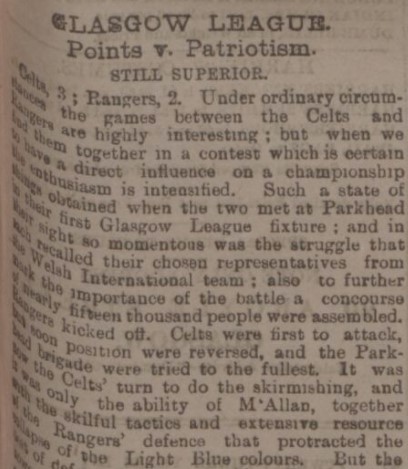 GLASGOW LEAGUE.
Points v. Patriotism.
STILL SUPERIOR.
Celts, 3; Rangers, 2. Under ordinary circum-
stances the games between the Celts and
Rangers are highly interesting; but when we
find them together in a contest which is certain
to have a direct influence on a championship
the enthusiasm is intensified. Such a state of
things obtained when the two met at Parkhead
in their first Glasgow League fixture; and in
their sight so momentous was the struggle that
each recalled their chosen representatives from
the Welsh International team; also to further
mark the importance of the battle a concourse
of nearly fifteen thousand people were assembled.
Rangers kicked off. Celts were first to attack,
soon position were reversed, and the Park-
head brigade were tried to the fullest. It was
now the Celts' turn to do the skirmishing, and
it was only the ability of M'Allan, together
with the skilful tactics and extensive resource
of the Rangers' defence that protracted the
of the Light Blue colours. But the
of